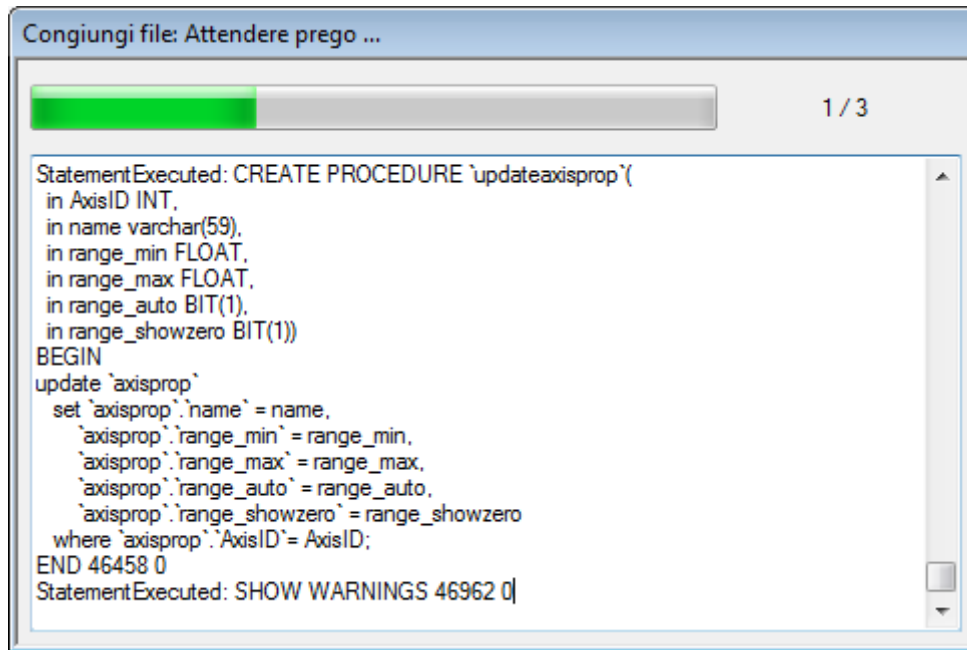 Congiungi file: Attendere prego ...
1 / 3
StatementExecuted: CREATE PROCEDURE `updateaxisprop`(
in AxisID INT,
in name varchar(59),
in range_min FLOAT,
in range_max FLOAT,
in range_auto BIT(1),
in range_showzero BIT(1))
BEGIN
update `axisprop`
set `axisprop`.`name` = name,
`axisprop`.`range_min` = range_min,
`axisprop`.`range_max` = range_max,
`axisprop`.`range_auto` = range_auto,
`axisprop`.`range_showzero` = range_showzero
where `axisprop`.`AxisID`= AxisID;
END 46458 0
StatementExecuted: SHOW WARNINGS 46962 0